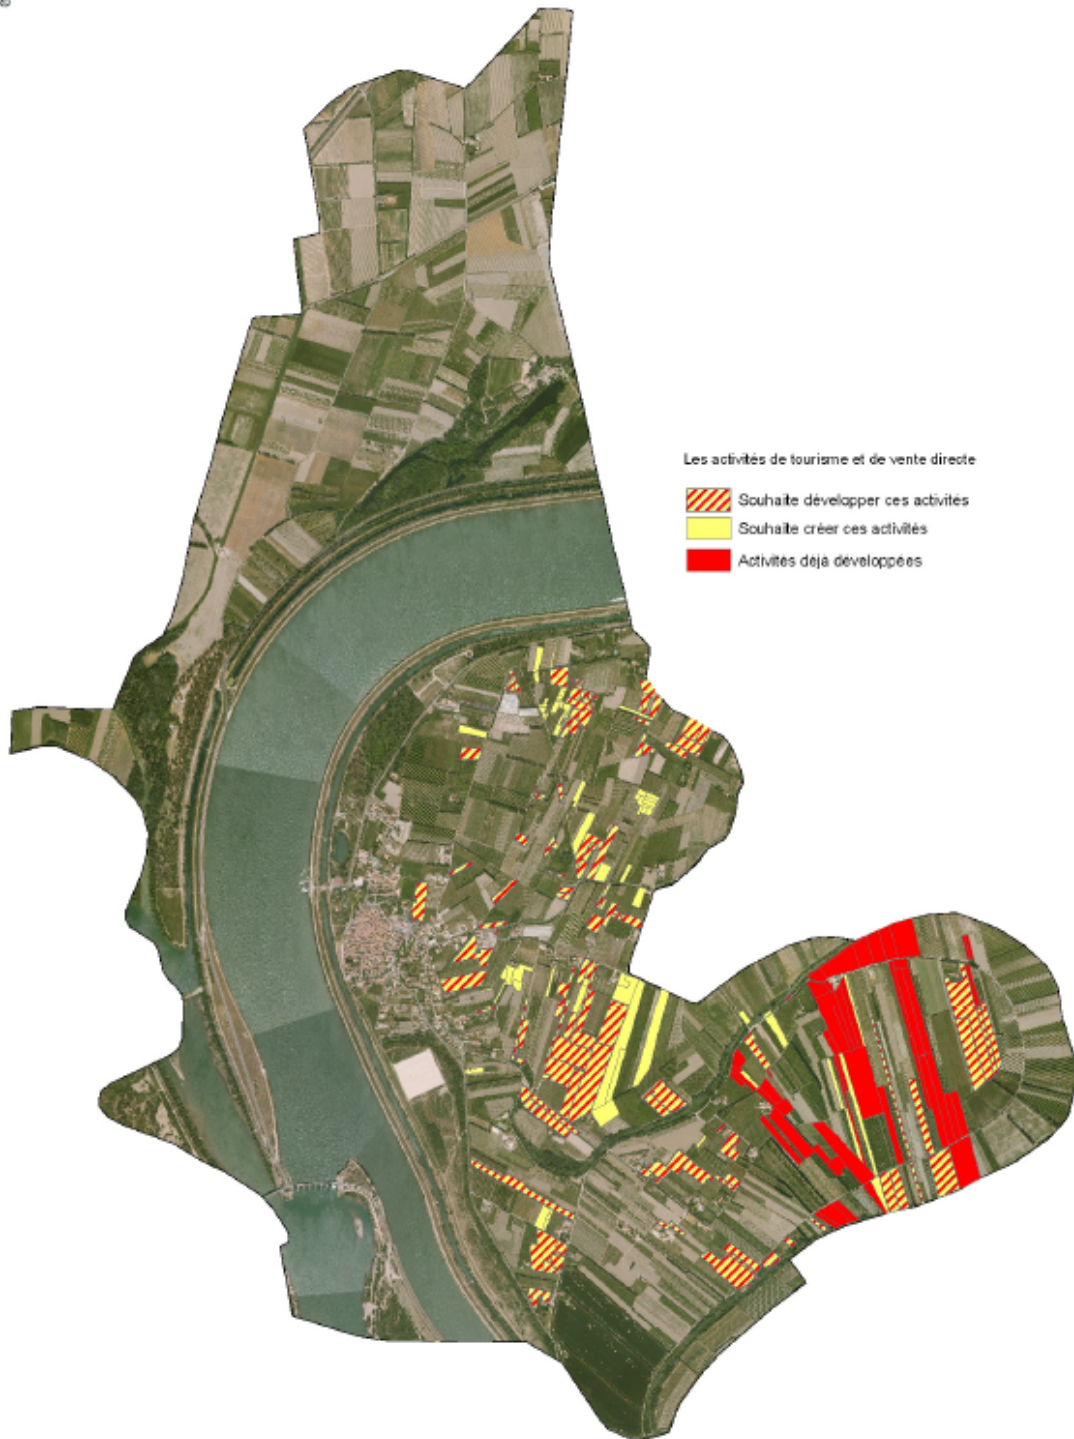 Les activités de tourisme et de vente directe
Souhaite développer ces activités
Souhaite créer ces activités
Activités déjà développées